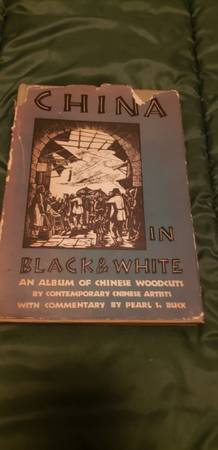 CHINA
IN
BLACK & WHITE
AN ALBUM OF CHINESE WOODCUTS
BY CONTEMPORARY CHINESE ARTISTS
WITH COMMENTARY BY PEARL S. BUCK